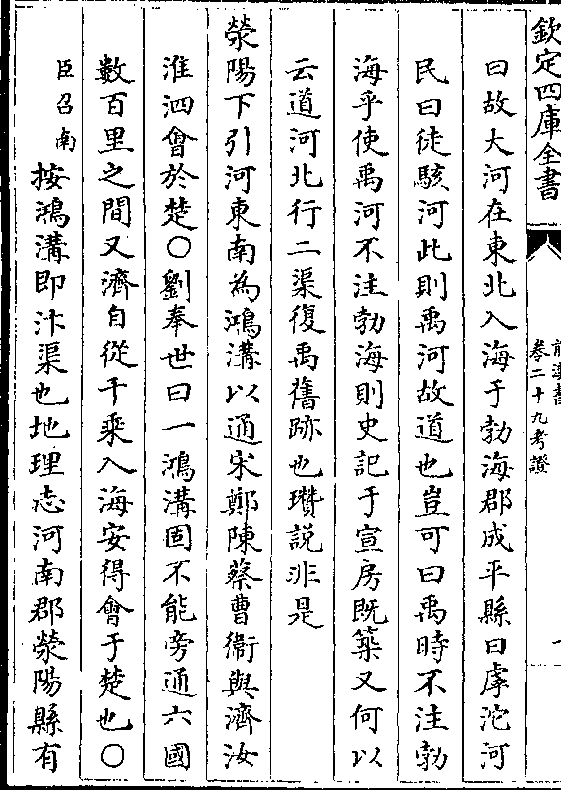 欽定四庫全書
前漢書
卷二十九考證
曰故大河在東北入海于勃海郡成平縣曰虖沱河
民曰徒駭河此則禹河故道也豈可曰禹時不注勃
海乎使禹河不注勃海則史記于宣房既築又何以
云道河北行二渠復禹舊跡也瓚説非是
滎陽下引河東南為鴻溝以通宋鄭陳蔡曹衞與濟汝
淮泗會於楚○劉奉世曰一鴻溝固不能旁通六國
數百里之間又濟自從千乘入海安得會于楚也○
臣召南按鴻溝即汴渠也地理志河南郡滎陽縣有